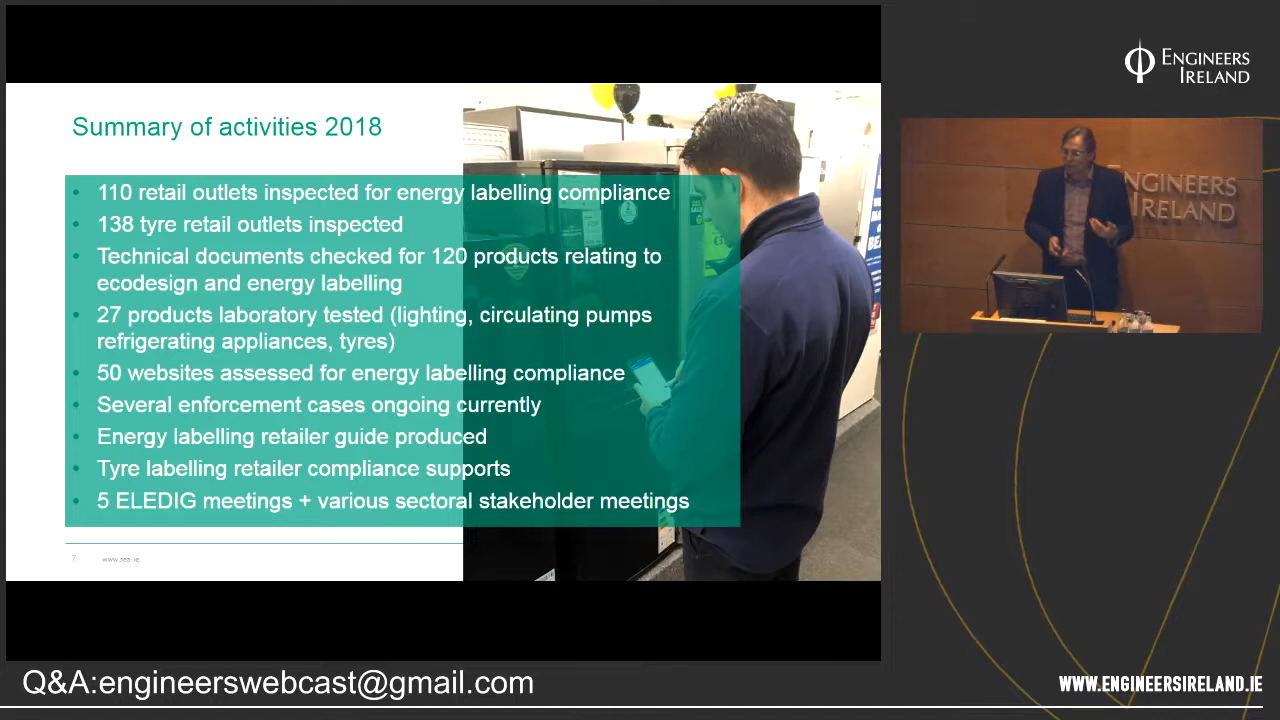 Summary of activities 2018
• 110 retail outlets inspected for energy labelling compliance
• 138 tyre retail outlets inspected
• Technical documents checked for 120 products relating to
ecodesign and energy labelling
• 27 products laboratory tested (lighting, circulating pumps
refrigerating appliances, tyres)
• 50 websites assessed for energy labelling compliance
• Several enforcement cases ongoing currently
• Energy labelling retailer guide produced
• Tyre labelling retailer compliance supports
• 5 ELEDIG meetings + various sectoral stakeholder meetings
7 www.seai.ie
ENGINEERS
IRELAND
ENGINEERS
IRELAND
Q&A:engineerswebcast@gmail.com
WWW.ENGINEERSIRELAND.IE